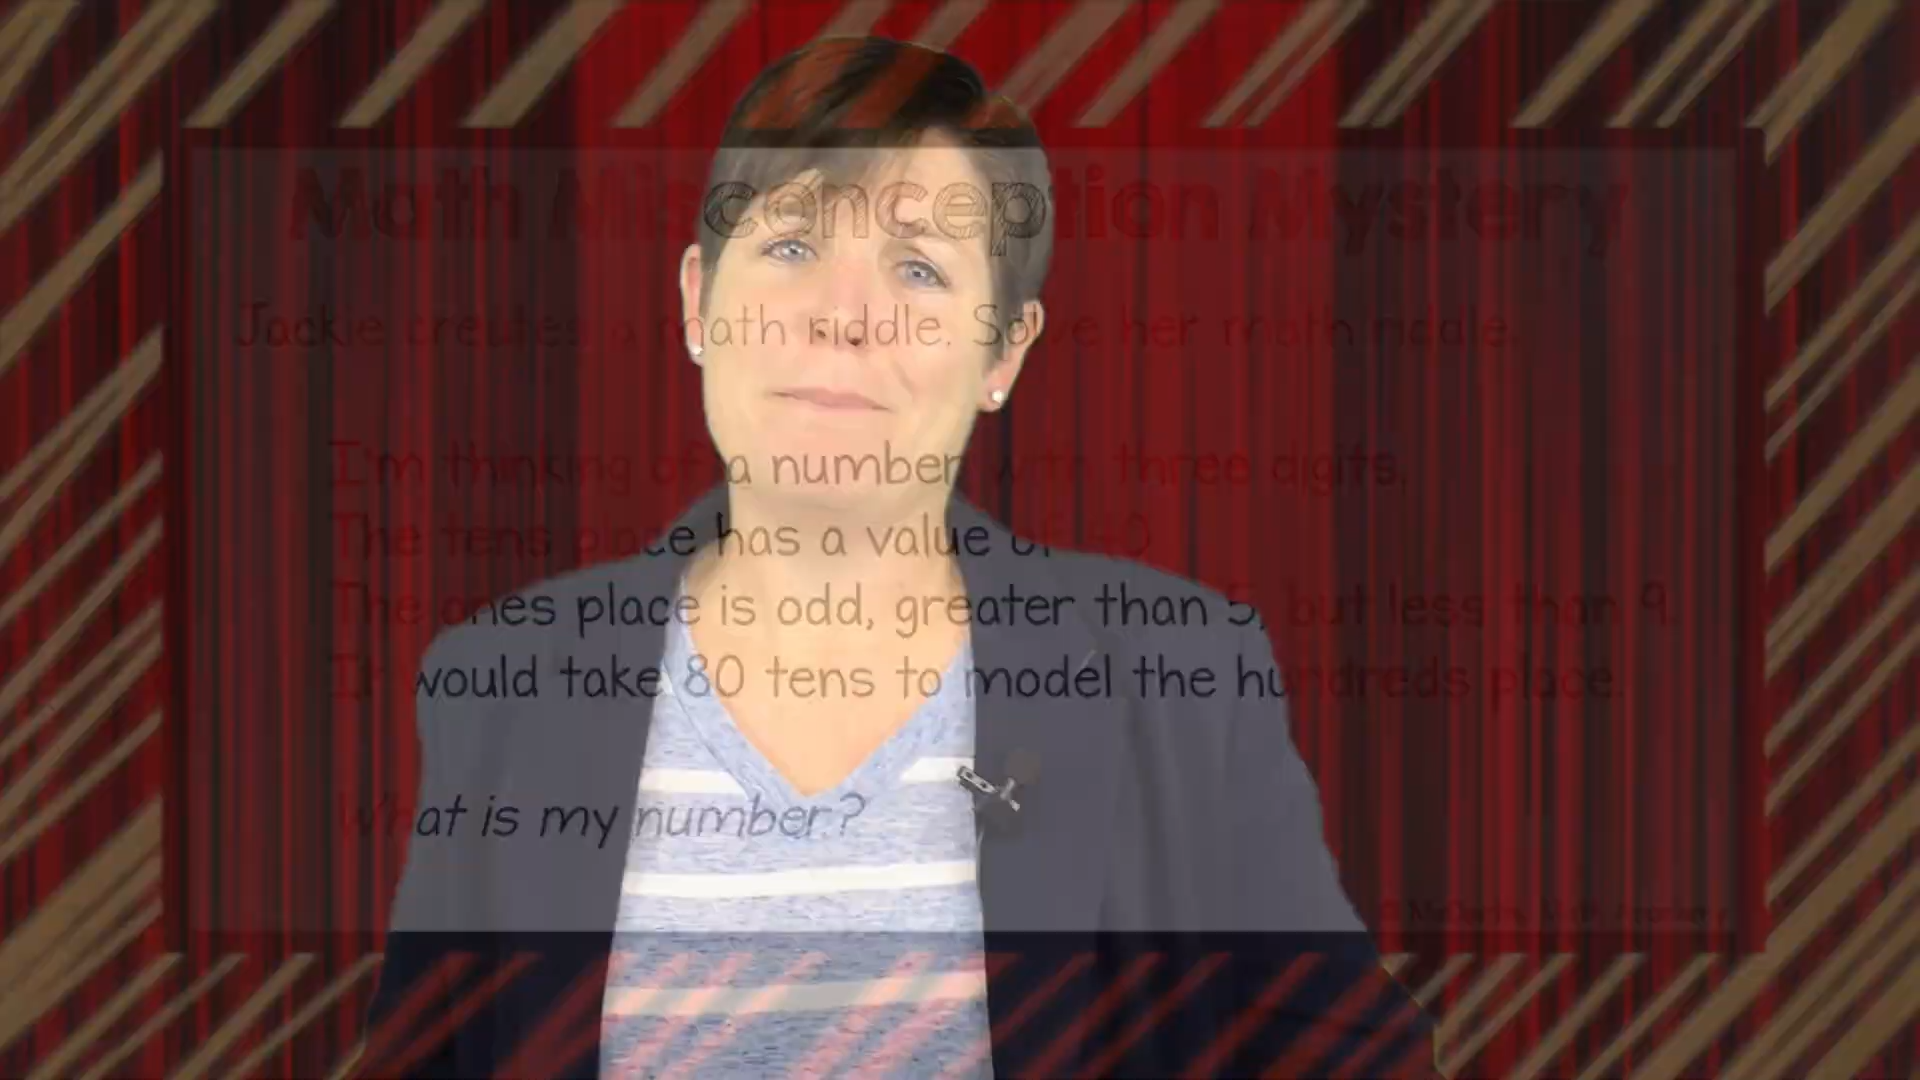 Math Misconception Mystery
Jackie creates a math riddle. Solve her math riddle.
I'm thinking of a number with three digits.
The tens place has a value of 40
The ones place is odd, greater than 5, but less than 9.
It would take 80 tens to model the hundreds place.
What is my number?